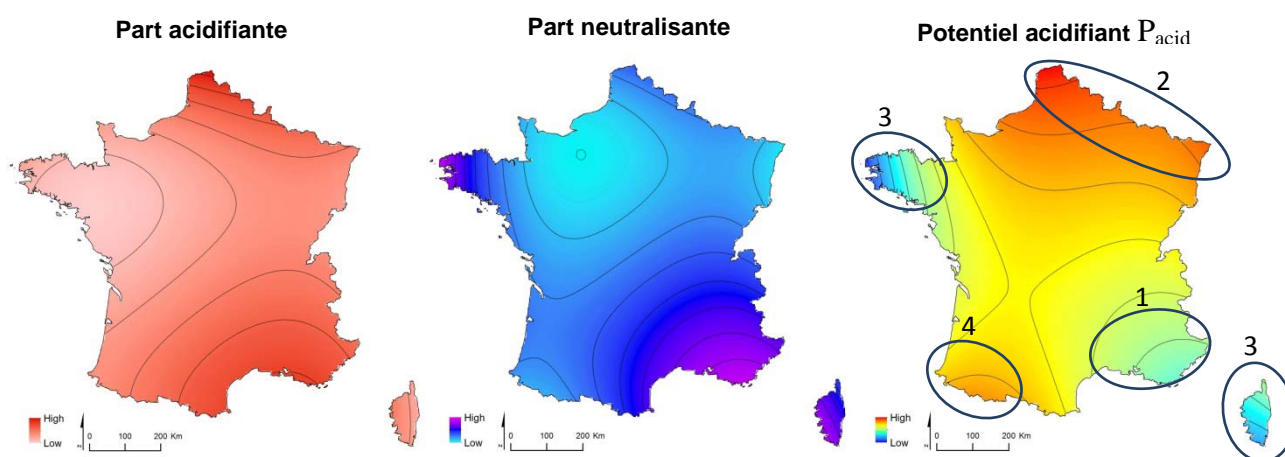 Part acidifiante
Part neutralisante
Potentiel acidifiant Pacid
2
3
1
4
3
High
Low
N
0 100 200 Km
High
Low
N
0 100 200 Km
High
Low
N
0 100 200 Km